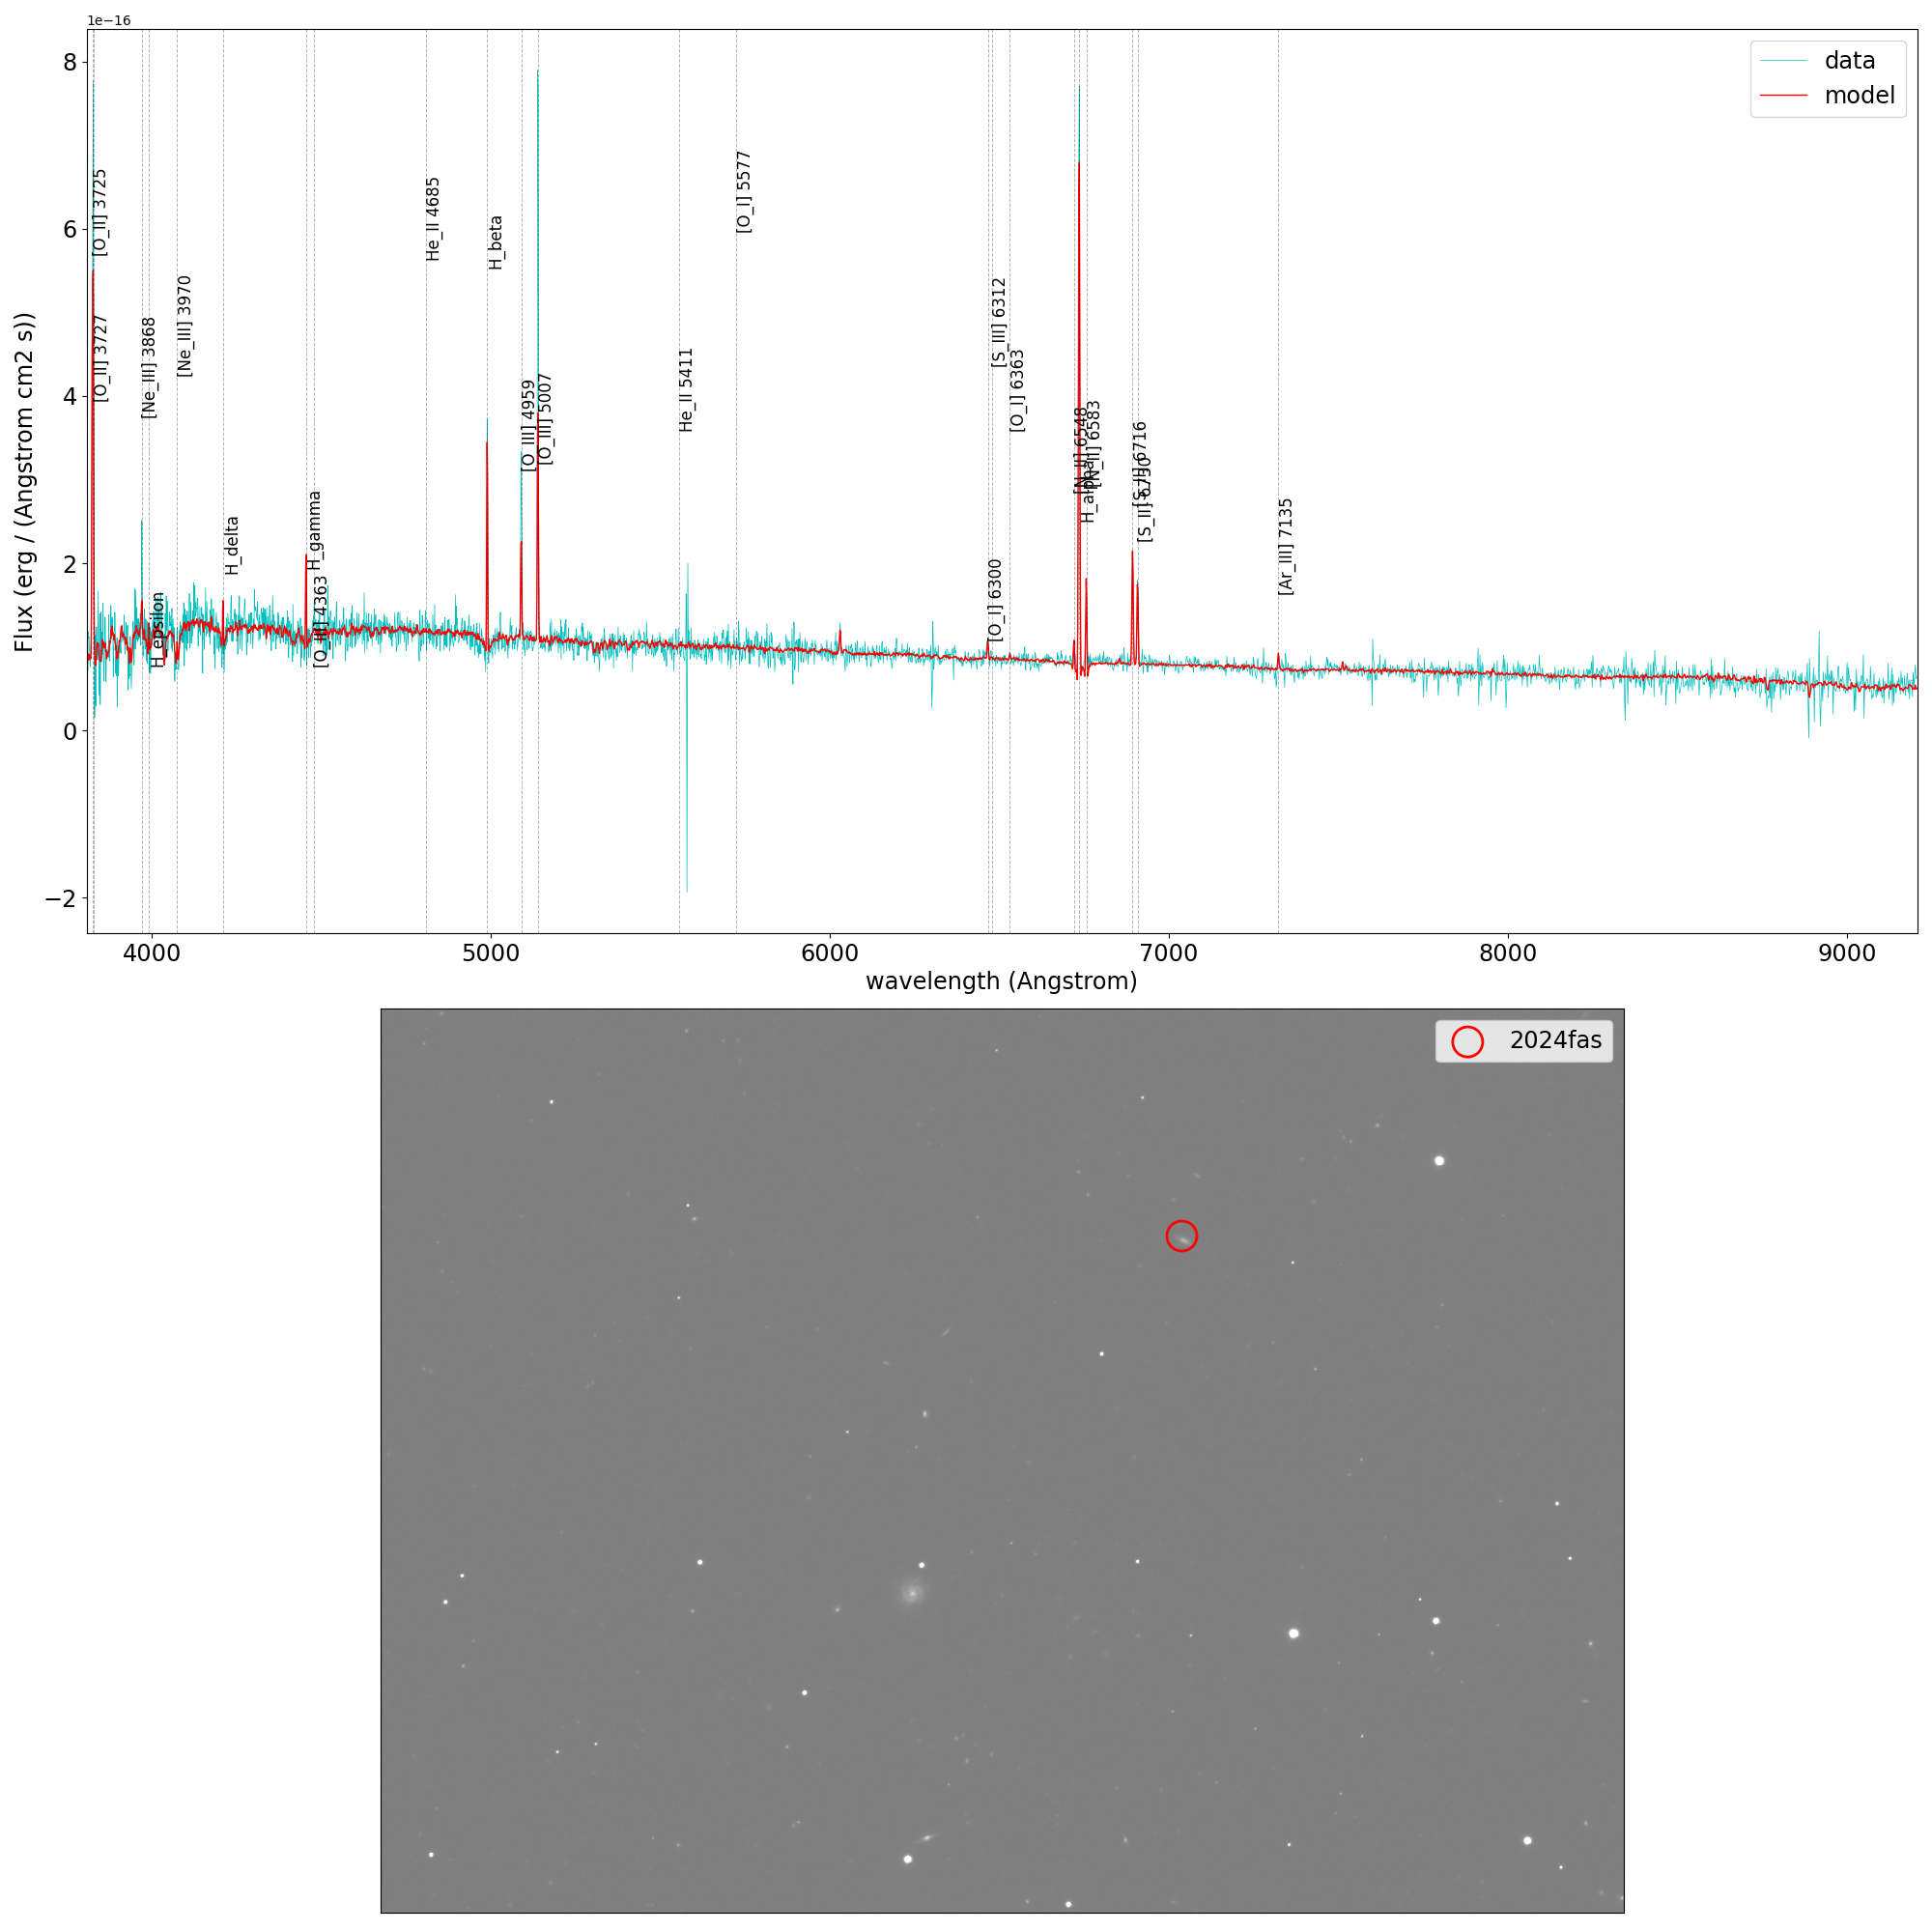 1e−16
data
model
8
6
4
2
0
−2
Flux (erg / (Angstrom cm2 s))
[O_II] 3725
[O_II] 3727
[Ne_III] 3868
H_epsilon
[Ne_III] 3970
H_delta
H_gamma
[O_III] 4363
He_II 4685
H_beta
[O_III] 4959
[O_III] 5007
He_II 5411
[O_I] 5577
[O_I] 6300
[S_III] 6312
[O_I] 6363
[N_II] 6548
H_alpha
[N_II] 6583
[S_II] 6716
[S_II] 6730
[Ar_III] 7135
4000 5000 6000 7000 8000 9000
wavelength (Angstrom)
2024fas